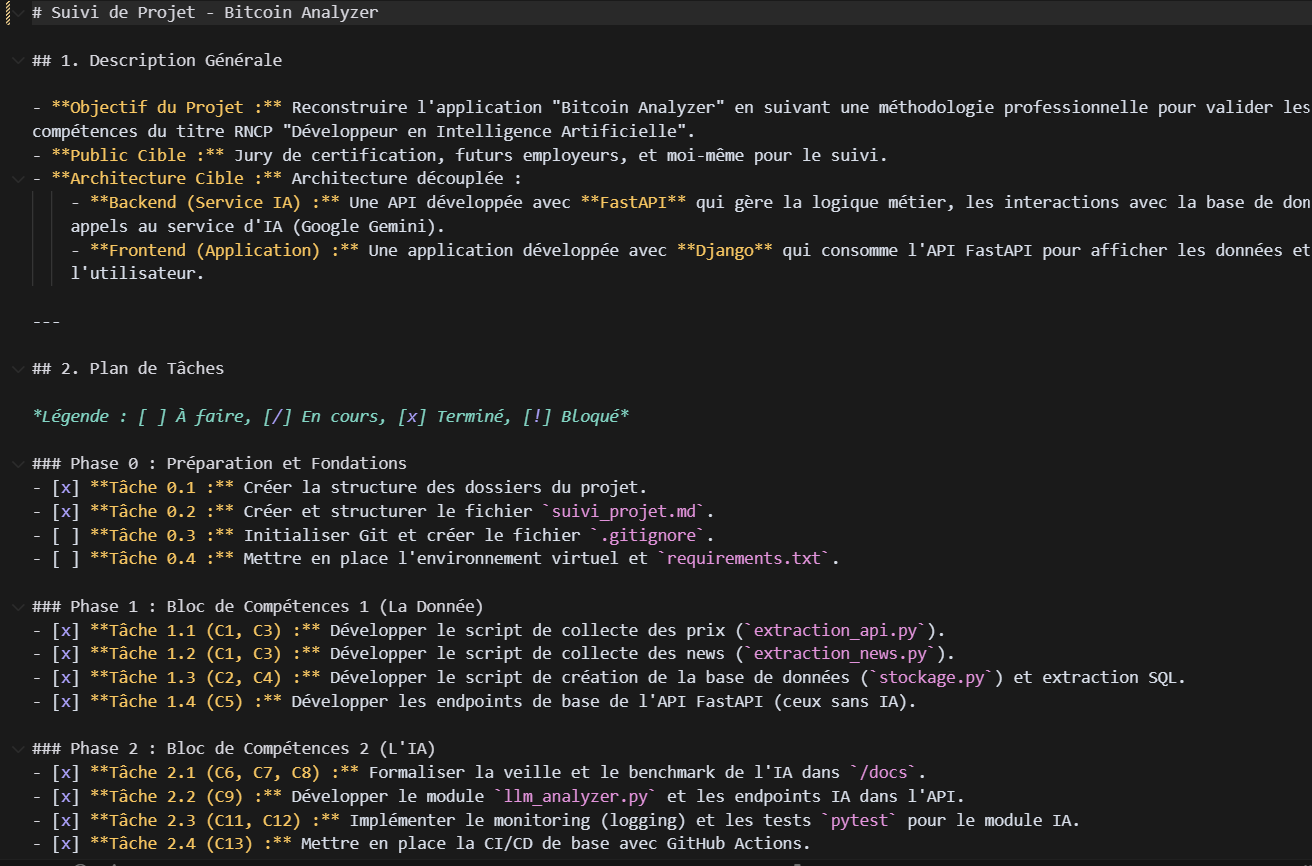 # Suivi de Projet - Bitcoin Analyzer
## 1. Description Générale
- **Objectif du Projet :** Reconstruire l'application "Bitcoin Analyzer" en suivant une méthodologie professionnelle pour valider les
compétences du titre RNCP "Développeur en Intelligence Artificielle".
- **Public Cible :** Jury de certification, futurs employeurs, et moi-même pour le suivi.
- **Architecture Cible :** Architecture découplée :
- **Backend (Service IA) :** Une API développée avec **FastAPI** qui gère la logique métier, les interactions avec la base de
appels au service d'IA (Google Gemini).
- **Frontend (Application) :** Une application développée avec **Django** qui consomme l'API FastAPI pour afficher les données et
l'utilisateur.
---
## 2. Plan de Tâches
*Légende : [ ] À faire, [/] En cours, [x] Terminé, [!] Bloqué*
### Phase 0 : Préparation et Fondations
- [x] **Tâche 0.1 :** Créer la structure des dossiers du projet.
- [x] **Tâche 0.2 :** Créer et structurer le fichier `suivi_projet.md`.
- [ ] **Tâche 0.3 :** Initialiser Git et créer le fichier `.gitignore`.
- [ ] **Tâche 0.4 :** Mettre en place l'environnement virtuel et `requirements.txt`.
### Phase 1 : Bloc de Compétences 1 (La Donnée)
- [x] **Tâche 1.1 (C1, C3) :** Développer le script de collecte des prix (`extraction_api.py`).
- [x] **Tâche 1.2 (C1, C3) :** Développer le script de collecte des news (`extraction_news.py`).
- [x] **Tâche 1.3 (C2, C4) :** Développer le script de création de la base de données (`stockage.py`) et extraction SQL.
- [x] **Tâche 1.4 (C5) :** Développer les endpoints de base de l'API FastAPI (ceux sans IA).
### Phase 2 : Bloc de Compétences 2 (L'IA)
- [x] **Tâche 2.1 (C6, C7, C8) :** Formaliser la veille et le benchmark de l'IA dans `/docs`.
- [x] **Tâche 2.2 (C9) :** Développer le module `llm_analyzer.py` et les endpoints IA dans l'API.
- [x] **Tâche 2.3 (C11, C12) :** Implémenter le monitoring (logging) et les tests `pytest` pour le module IA.
- [x] **Tâche 2.4 (C13) :** Mettre en place la CI/CD de base avec GitHub Actions.